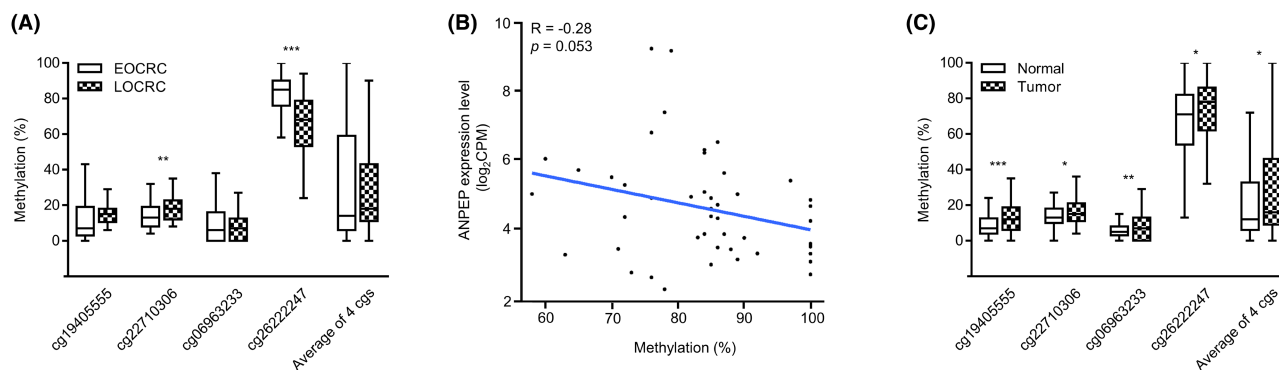 (A)
***
EOCRC
LOCRC
**
Methylation (%)
100
80
60
40
20
0
cg19405555
cg22710306
cg06963233
cg26222247
Average of 4 cgs
(B)
R = -0.28
p = 0.053
ANPEP expression level
(log₂CPM)
10
8
6
4
2
60
70
80
90
100
Methylation (%)
(C)
*
*
Normal
Tumor
***
*
**
Methylation (%)
100
80
60
40
20
0
cg19405555
cg22710306
cg06963233
cg26222247
Average of 4 cgs